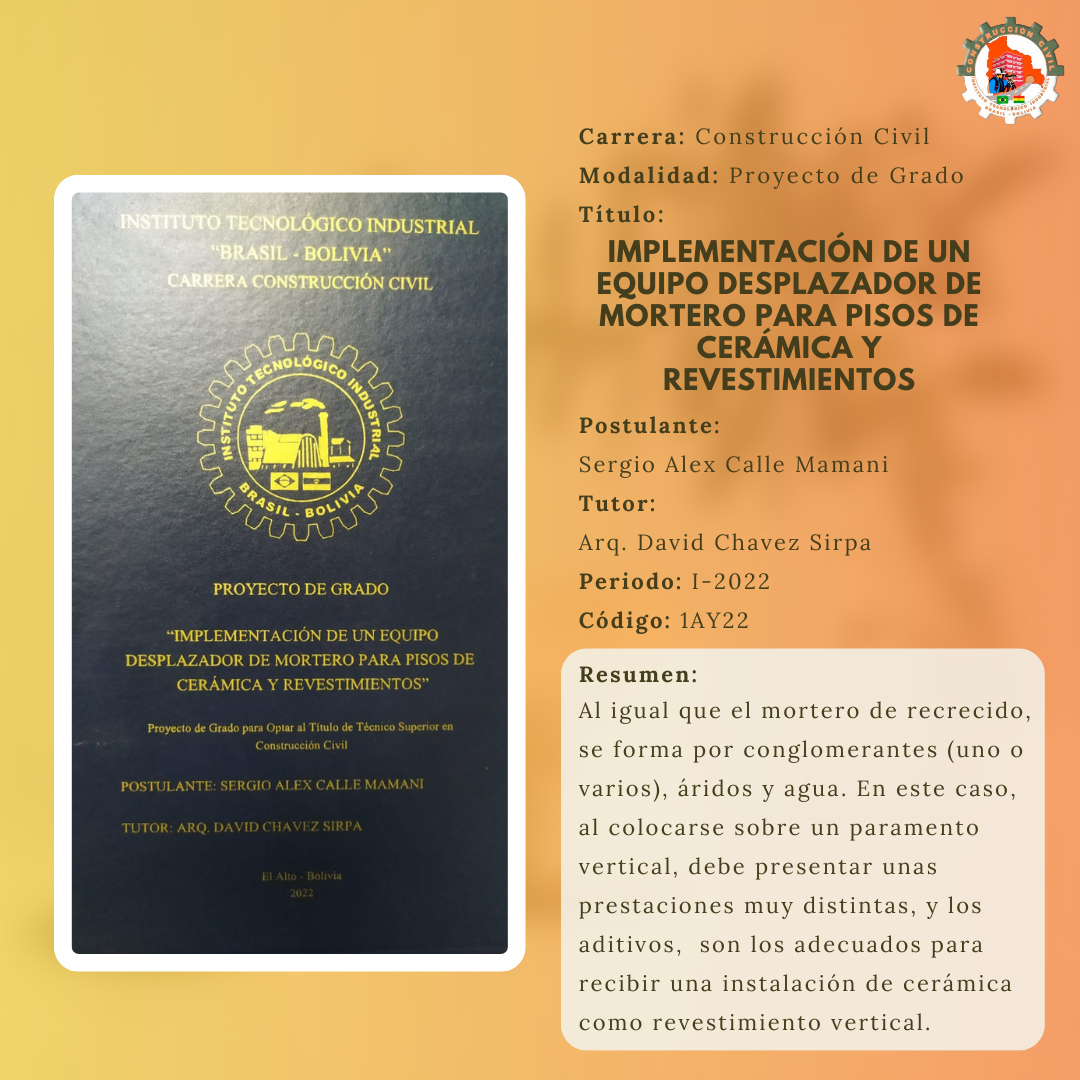 CONSTRUCCIÓN CIVIL
INSTITUTO TECNOLÓGICO INDUSTRIAL
BRASIL - BOLIVIA
INSTITUTO TECNOLÓGICO INDUSTRIAL
“BRASIL - BOLIVIA”
CARRERA CONSTRUCCIÓN CIVIL
INSTITUTO TECNOLÓGICO INDUSTRIAL
BRASIL - BOLIVIA
PROYECTO DE GRADO
“IMPLEMENTACIÓN DE UN EQUIPO
DESPLAZADOR DE MORTERO PARA PISOS DE
CERÁMICA Y REVESTIMIENTOS”
Proyecto de Grado para Optar al Título de Técnico Superior en
Construcción Civil
POSTULANTE: SERGIO ALEX CALLE MAMANI
TUTOR: ARQ. DAVID CHAVEZ SIRPA
El Alto - Bolivia
2022
Carrera: Construcción Civil
Modalidad: Proyecto de Grado
Título:
IMPLEMENTACIÓN DE UN
EQUIPO DESPLAZADOR DE
MORTERO PARA PISOS DE
CERÁMICA Y
REVESTIMIENTOS
Postulante:
Sergio Alex Calle Mamani
Tutor:
Arq. David Chavez Sirpa
Periodo: I-2022
Código: 1AY22
Resumen:
Al igual que el mortero de recrecido,
se forma por conglomerantes (uno o
varios), áridos y agua. En este caso,
al colocarse sobre un paramento
vertical, debe presentar unas
prestaciones muy distintas, y los
aditivos,  son los adecuados para
recibir una instalación de cerámica
como revestimiento vertical.